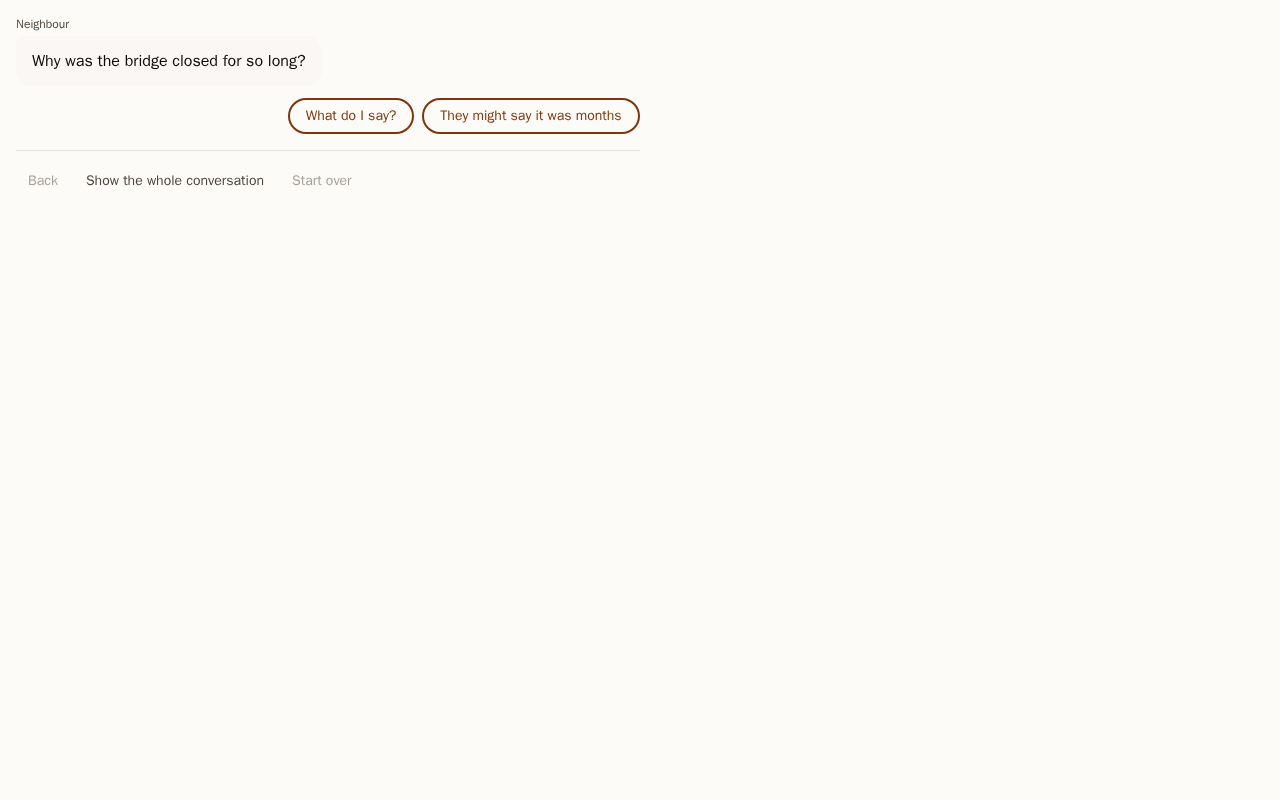 Neighbour
Why was the bridge closed for so long?
What do I say?
They might say it was months
Back
Show the whole conversation
Start over